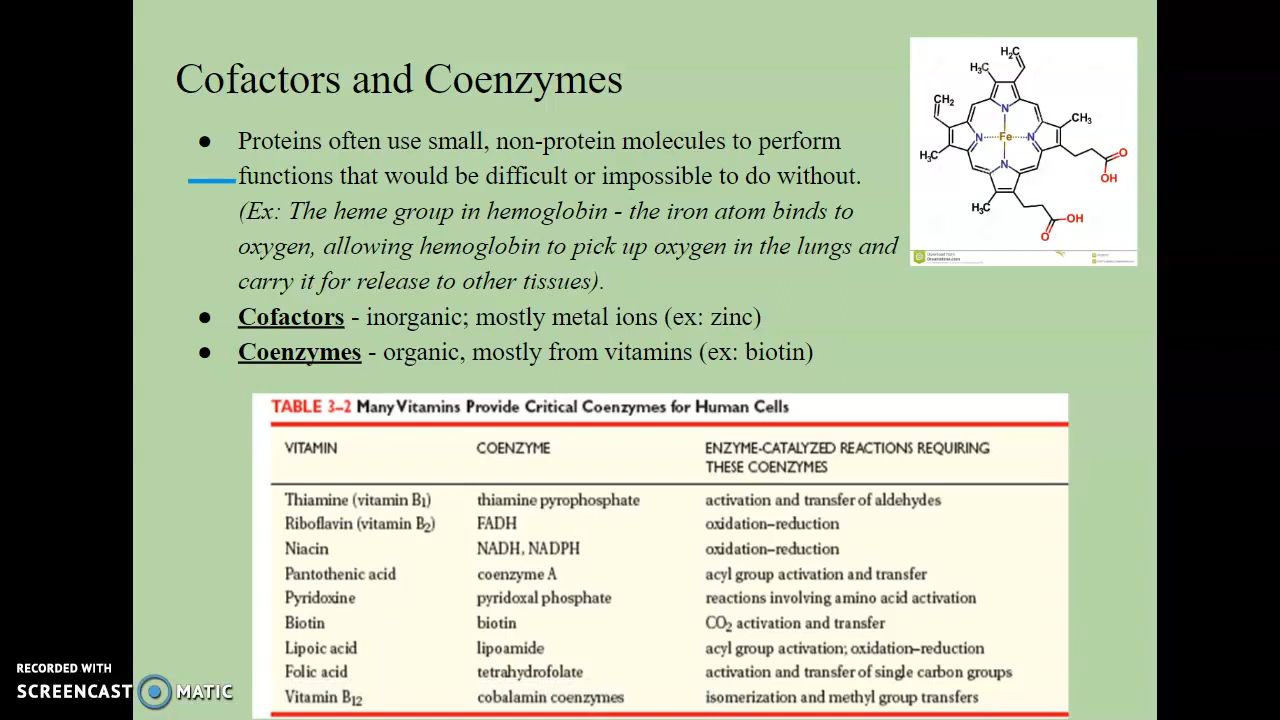 Cofactors and Coenzymes
● Proteins often use small, non-protein molecules to perform
functions that would be difficult or impossible to do without.
(Ex: The heme group in hemoglobin - the iron atom binds to
oxygen, allowing hemoglobin to pick up oxygen in the lungs and
carry it for release to other tissues).
● Cofactors - inorganic; mostly metal ions (ex: zinc)
● Coenzymes - organic, mostly from vitamins (ex: biotin)
H₂C
H₃C
CH₂
CH₃
N
N Fe N
H₃C
O
N
OH
H₃C
OH
O
TABLE 3–2 Many Vitamins Provide Critical Coenzymes for Human Cells
VITAMIN COENZYME ENZYME-CATALYZED REACTIONS REQUIRING
THESE COENZYMES
Thiamine (vitamin B₁) thiamine pyrophosphate activation and transfer of aldehydes
Riboflavin (vitamin B₂) FADH oxidation–reduction
Niacin NADH, NADPH oxidation–reduction
Pantothenic acid coenzyme A acyl group activation and transfer
Pyridoxine pyridoxal phosphate reactions involving amino acid activation
Biotin biotin CO₂ activation and transfer
Lipoic acid lipoamide acyl group activation; oxidation–reduction
Folic acid tetrahydrofolate activation and transfer of single carbon groups
Vitamin B₁₂ cobalamin coenzymes isomerization and methyl group transfers
RECORDED WITH
SCREENCAST MATIC